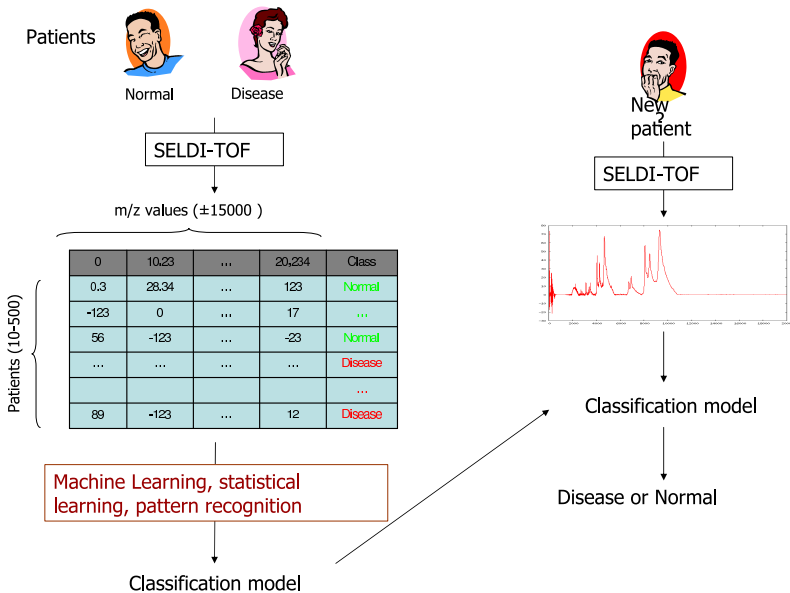 Patients
Normal
Disease
SELDI-TOF
m/z values (±15000 )
Patients (10-500)
0 10,23 ... 20,234 Class
0.3 28.34 ... 123 Normal
-123 0 ... 17 ...
56 -123 ... -23 Normal
... ... ... ... Disease
...
89 -123 ... 12 Disease
Machine Learning, statistical
learning, pattern recognition
Classification model
New
?
patient
SELDI-TOF
Classification model
Disease or Normal